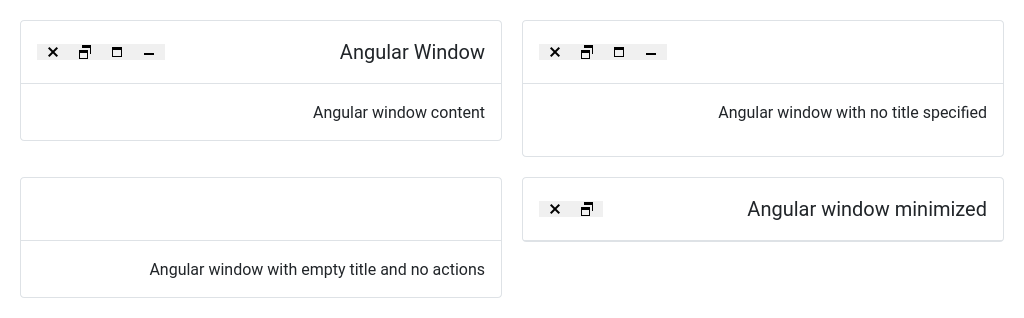 Angular Window
Angular window content
Angular window with no title specified
Angular window with empty title and no actions
Angular window minimized